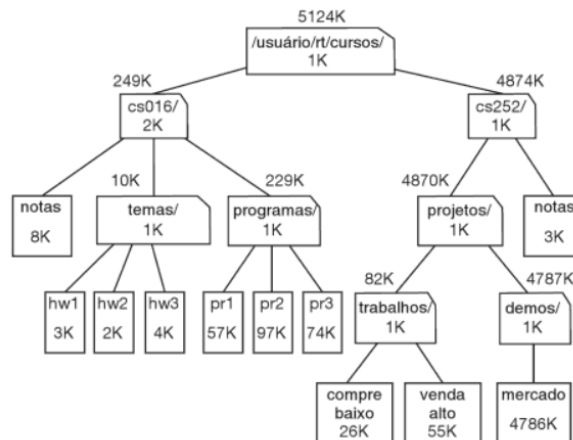 5124K
/usuário/rt/cursos/
1K
249K
4874K
cs016/
2K
cs252/
1K
10K
229K
4870K
notas
8K
temas/
1K
programas/
1K
projetos/
1K
notas
3K
82K
4787K
hw1
3K
hw2
2K
hw3
4K
pr1
57K
pr2
97K
pr3
74K
trabalhos/
1K
demos/
1K
compre
baixo
26K
venda
alto
55K
mercado
4786K